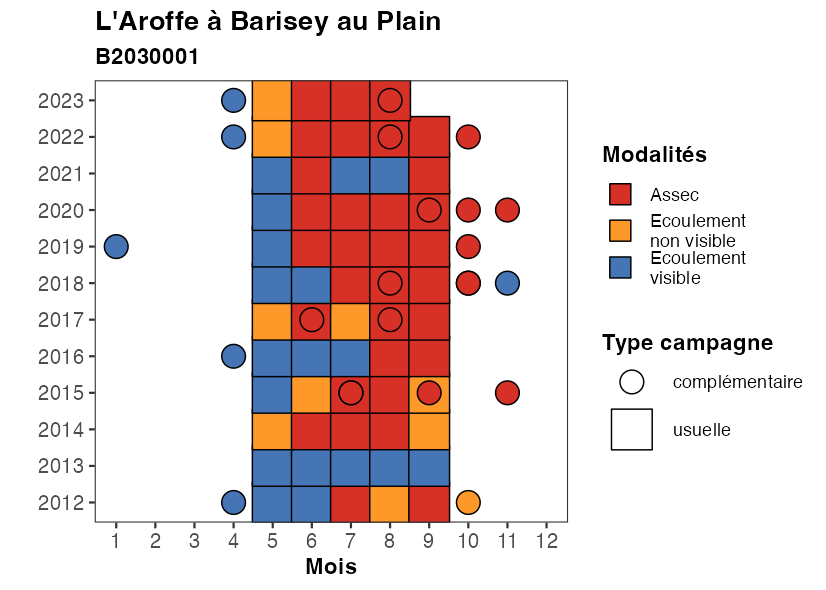 L'Aroffe à Barisey au Plain
B2030001
2023
2022
2021
2020
2019
2018
2017
2016
2015
2014
2013
2012
1 2 3 4 5 6 7 8 9 10 11 12
Mois
Modalités
Assec
Ecoulement
non visible
Ecoulement
visible
Type campagne
complémentaire
usuelle